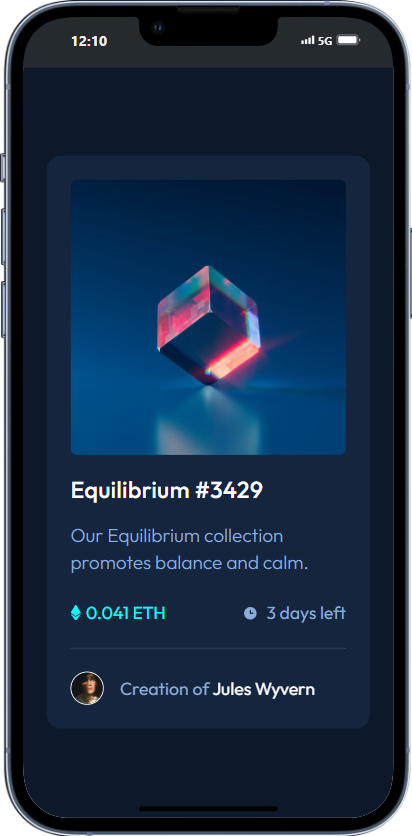 12:10
5G
Equilibrium #3429
Our Equilibrium collection
promotes balance and calm.
0.041 ETH
3 days left
Creation of Jules Wyvern